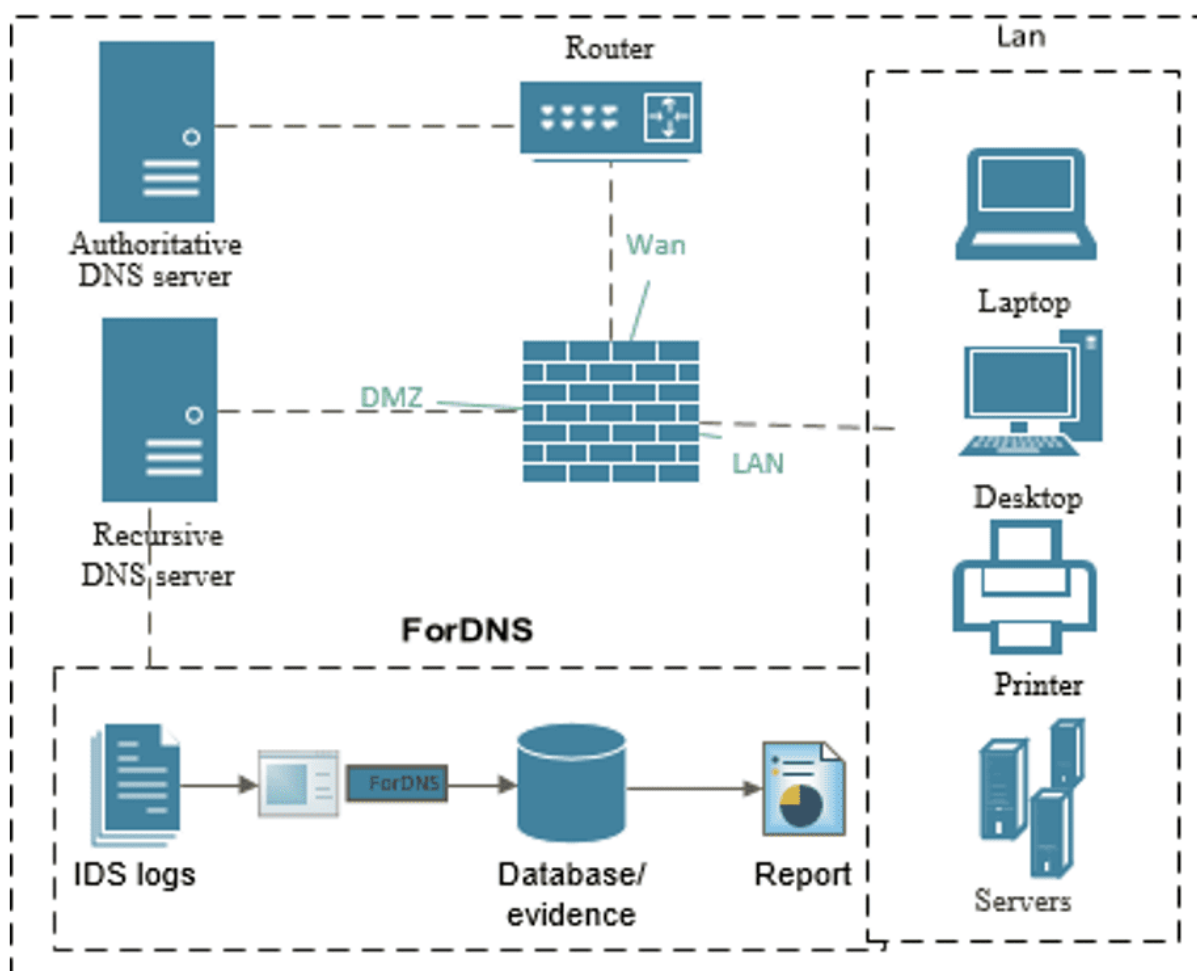 Router
Lan
Authoritative
DNS server
Wan
Laptop
DMZ
LAN
Desktop
Recursive
DNS server
ForDNS
Printer
ForDNS
IDS logs
Database/
evidence
Report
Servers